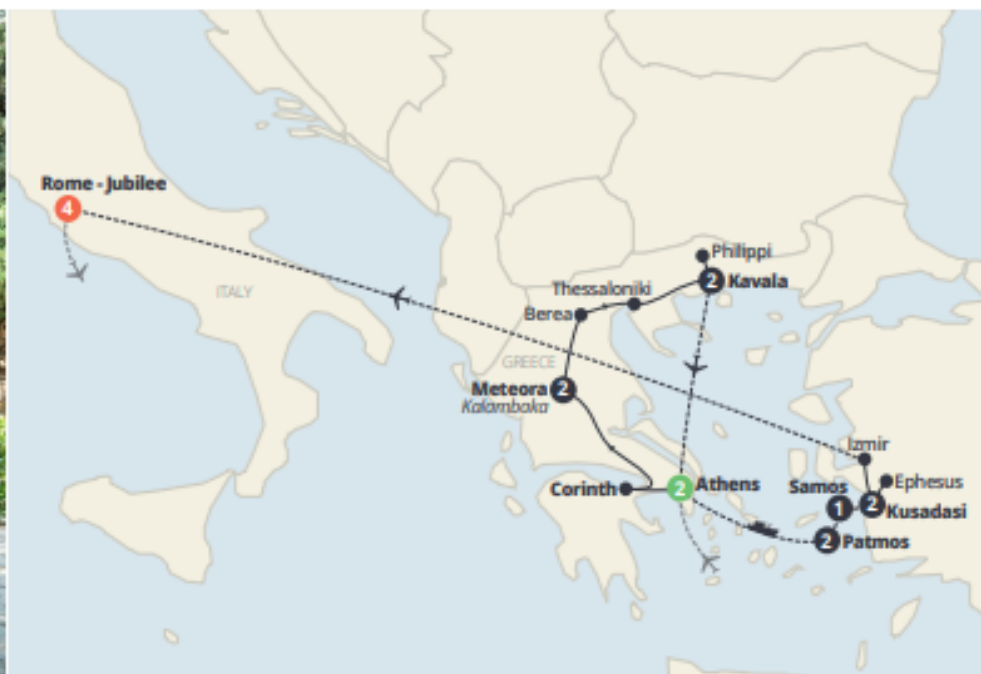 Rome - Jubilee
4
ITALY
Philippi
2 Kavala
Thessaloniki
Berea
GREECE
Meteora 2
Kalambaka
Izmir
Corinth
2 Athens
Samos
1
Ephesus
2 Kusadasi
2 Patmos